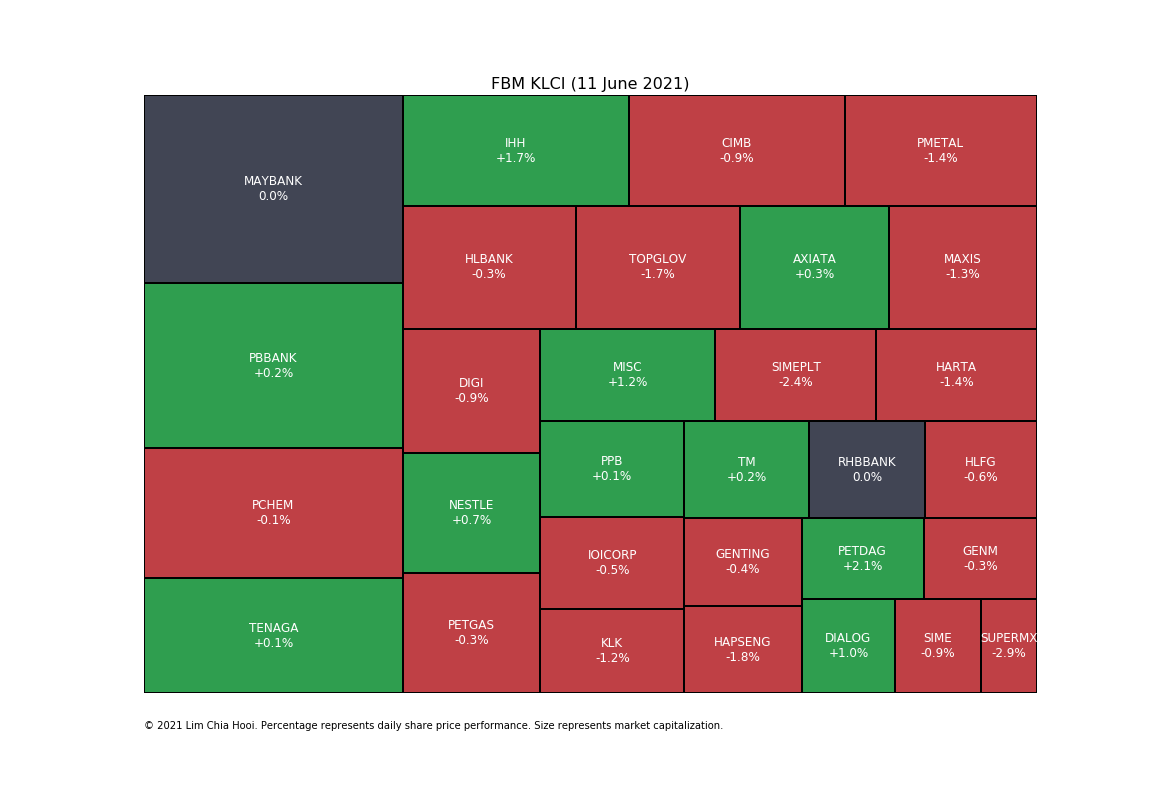 FBM KLCI (11 June 2021)
MAYBANK
0.0%
PBBANK
+0.2%
PCHEM
-0.1%
TENAGA
+0.1%
IHH
+1.7%
CIMB
-0.9%
PMETAL
-1.4%
HLBANK
-0.3%
TOPGLOV
-1.7%
AXIATA
+0.3%
MAXIS
-1.3%
DIGI
-0.9%
NESTLE
+0.7%
PETGAS
-0.3%
MISC
+1.2%
SIMEPLT
-2.4%
HARTA
-1.4%
PPB
+0.1%
IOICORP
-0.5%
KLK
-1.2%
TM
+0.2%
RHBBANK
0.0%
HLFG
-0.6%
GENTING
-0.4%
HAPSENG
-1.8%
PETDAG
+2.1%
GENM
-0.3%
DIALOG
+1.0%
SIME
-0.9%
SUPERMX
-2.9%
© 2021 Lim Chia Hooi. Percentage represents daily share price performance. Size represents market capitalization.